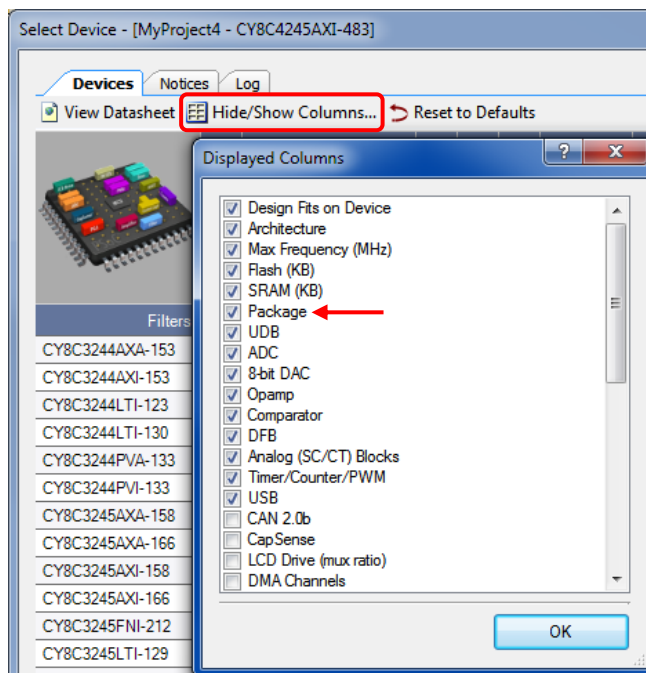 Select Device - [MyProject4 - CY8C4245AXI-483]
Devices Notices Log
View Datasheet Hide/Show Columns... Reset to Defaults
Displayed Columns ? X
Design Fits on Device
Architecture
Max Frequency (MHz)
Flash (KB)
SRAM (KB)
Package
UDB
ADC
8-bit DAC
Opamp
Comparator
DFB
Analog (SC/CT) Blocks
Timer/Counter/PWM
USB
CAN 2.0b
CapSense
LCD Drive (mux ratio)
DMA Channels
OK
Filters
CY8C3244AXA-153
CY8C3244AXI-153
CY8C3244LTI-123
CY8C3244LTI-130
CY8C3244PVA-133
CY8C3244PVI-133
CY8C3245AXA-158
CY8C3245AXA-166
CY8C3245AXI-158
CY8C3245AXI-166
CY8C3245FNI-212
CY8C3245LTI-129